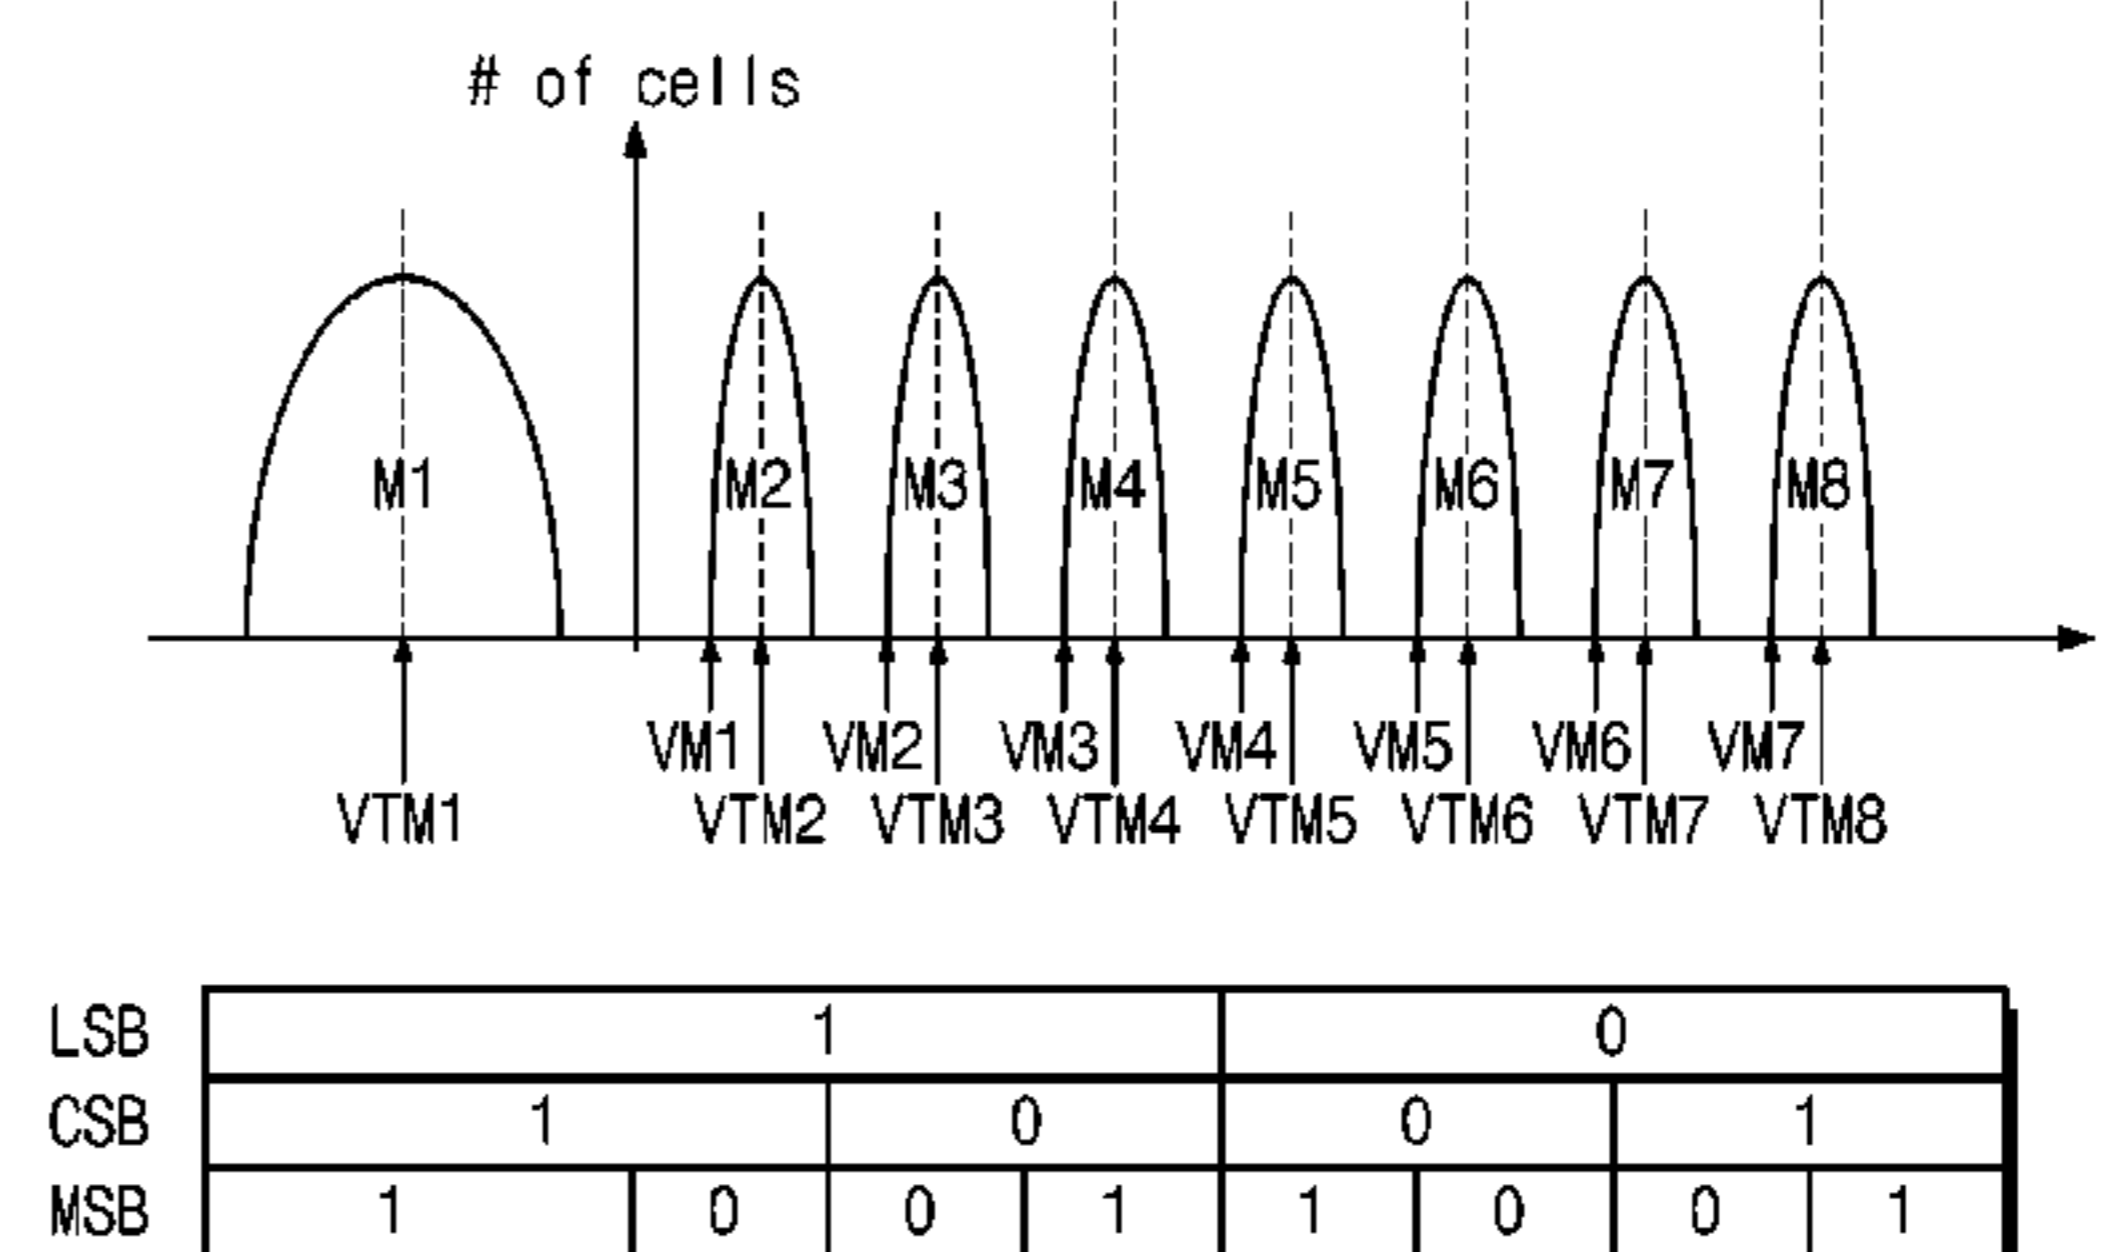 # of cells
M1 M2 M3 M4 M5 M6 M7 M8
VM1 VM2 VM3 VM4 VM5 VM6 VM7
VTM1 VTM2 VTM3 VTM4 VTM5 VTM6 VTM7 VTM8
LSB 1 0
CSB 1 0 0 1
MSB 1 0 0 1 1 0 0 1